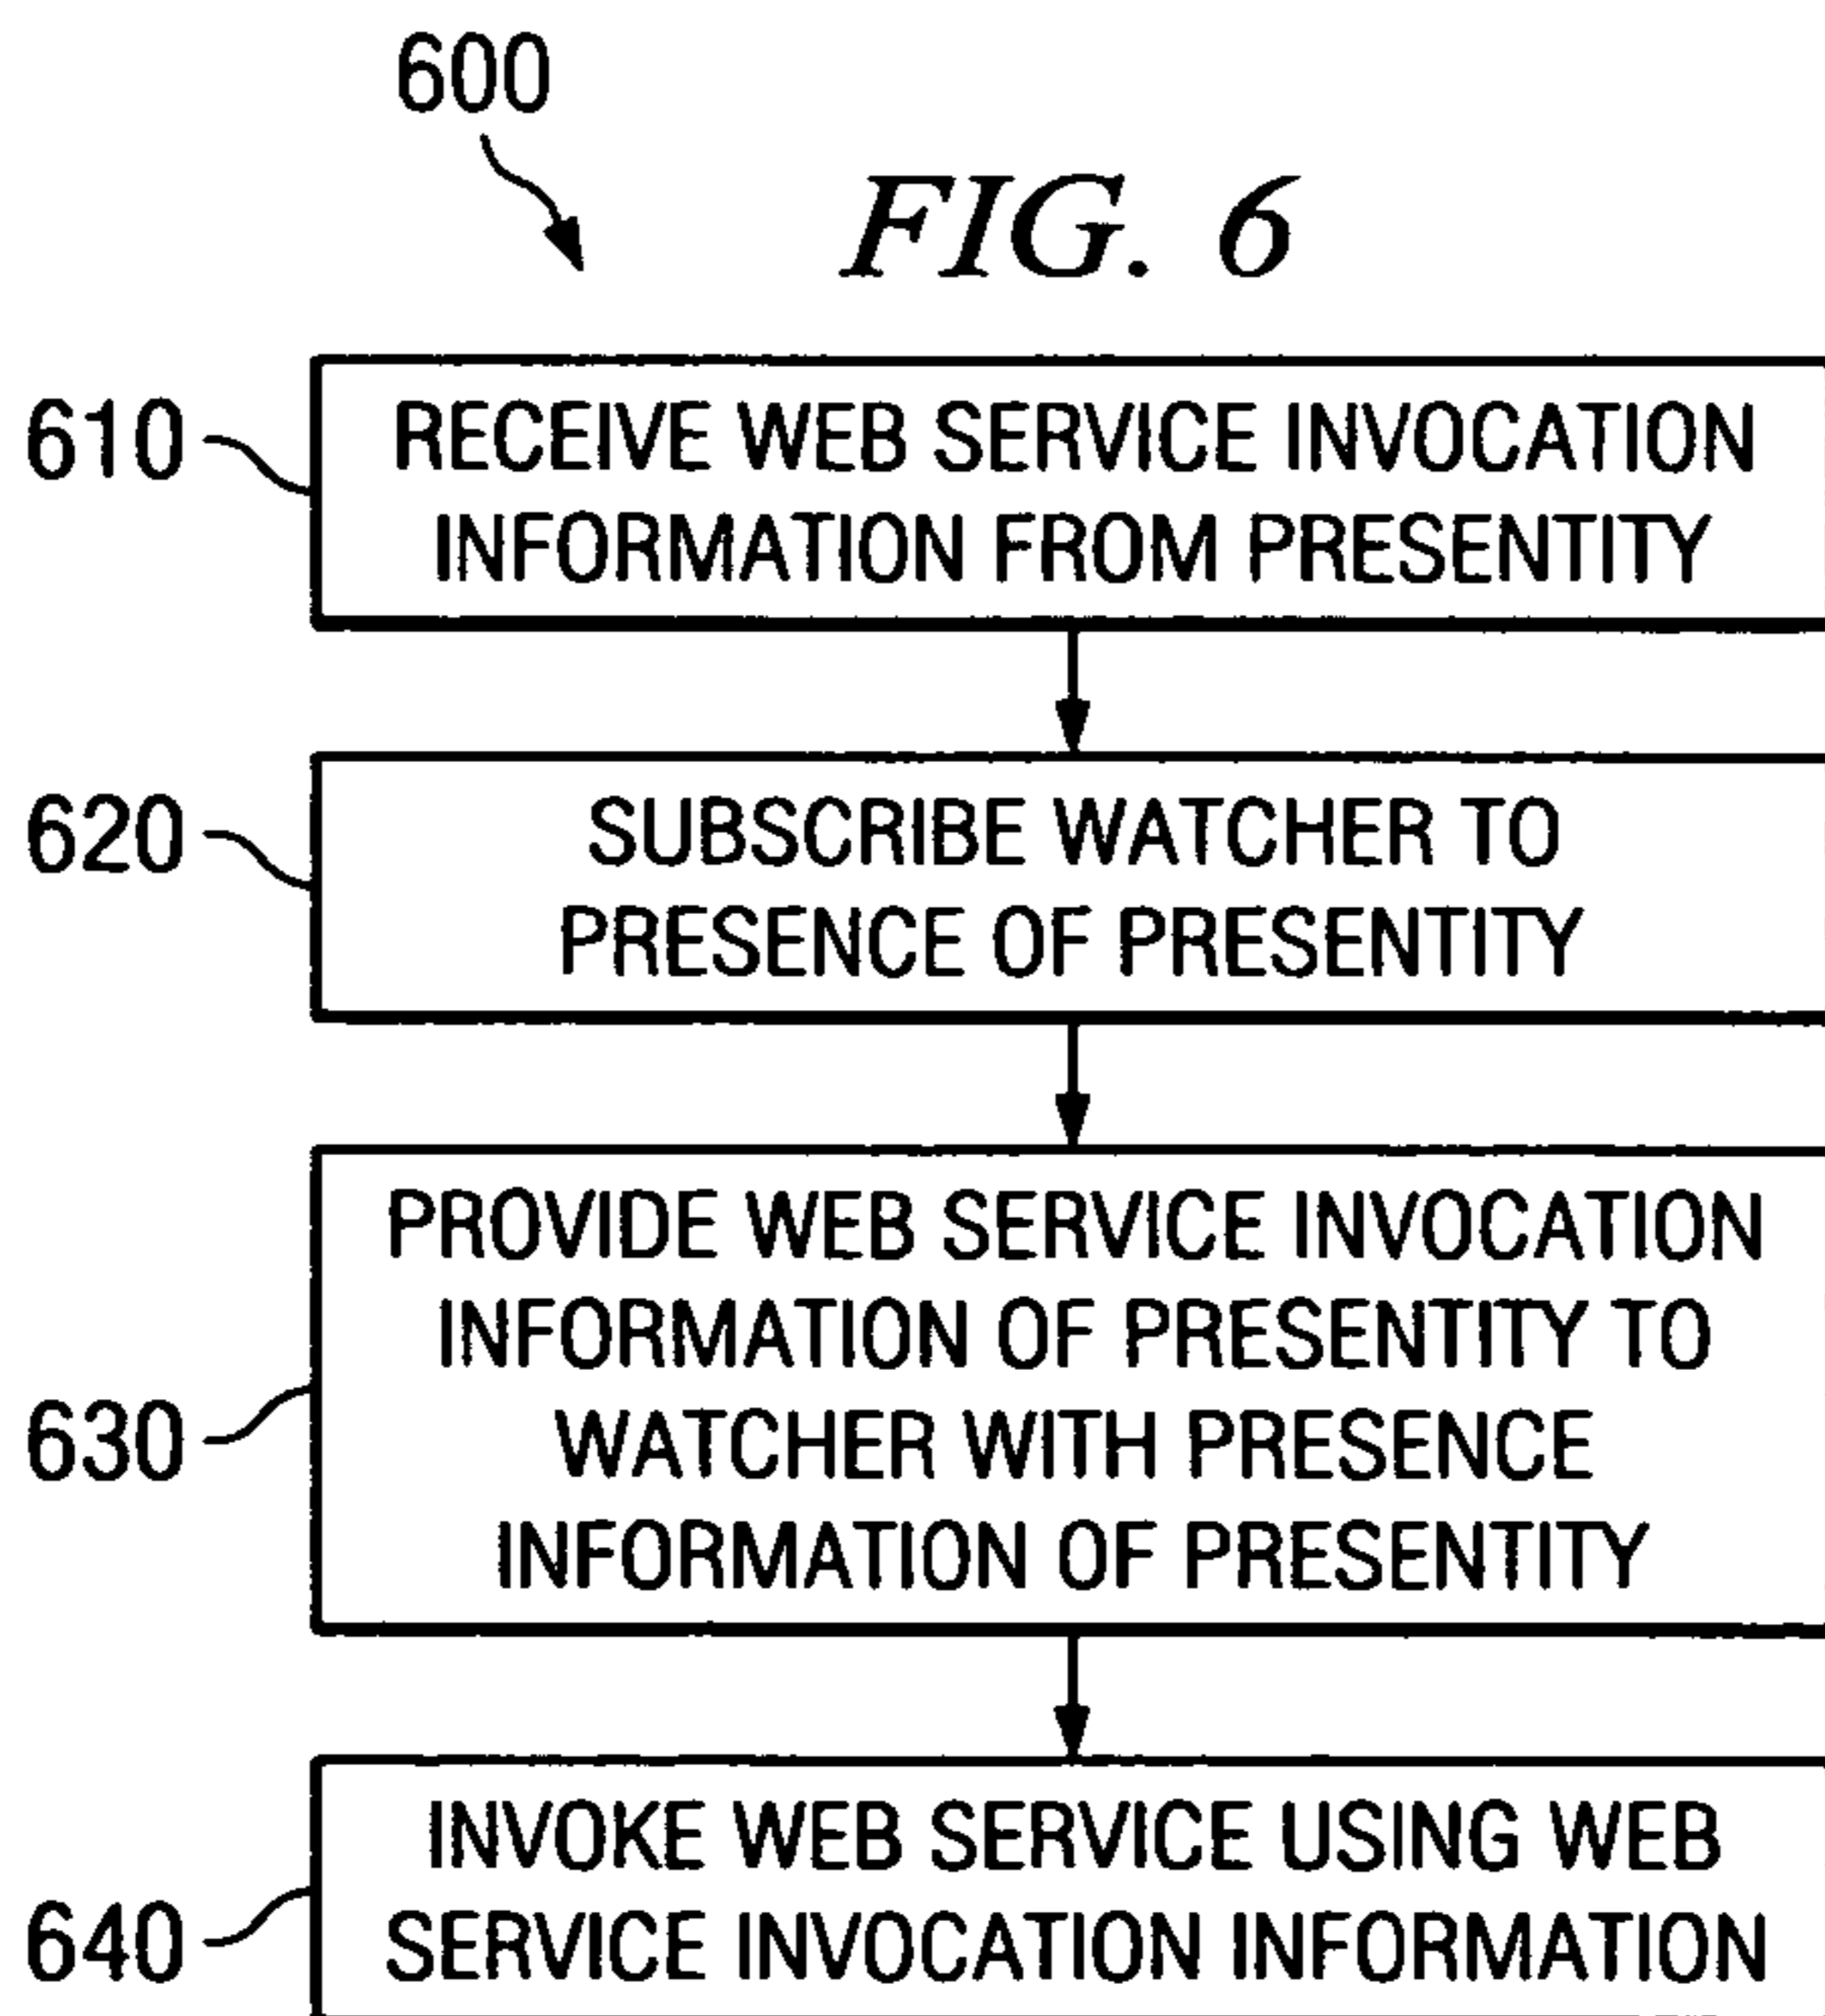 600
FIG. 6
610
RECEIVE WEB SERVICE INVOCATION
INFORMATION FROM PRESENTITY
620
SUBSCRIBE WATCHER TO
PRESENCE OF PRESENTITY
630
PROVIDE WEB SERVICE INVOCATION
INFORMATION OF PRESENTITY TO
WATCHER WITH PRESENCE
INFORMATION OF PRESENTITY
640
INVOKE WEB SERVICE USING WEB
SERVICE INVOCATION INFORMATION